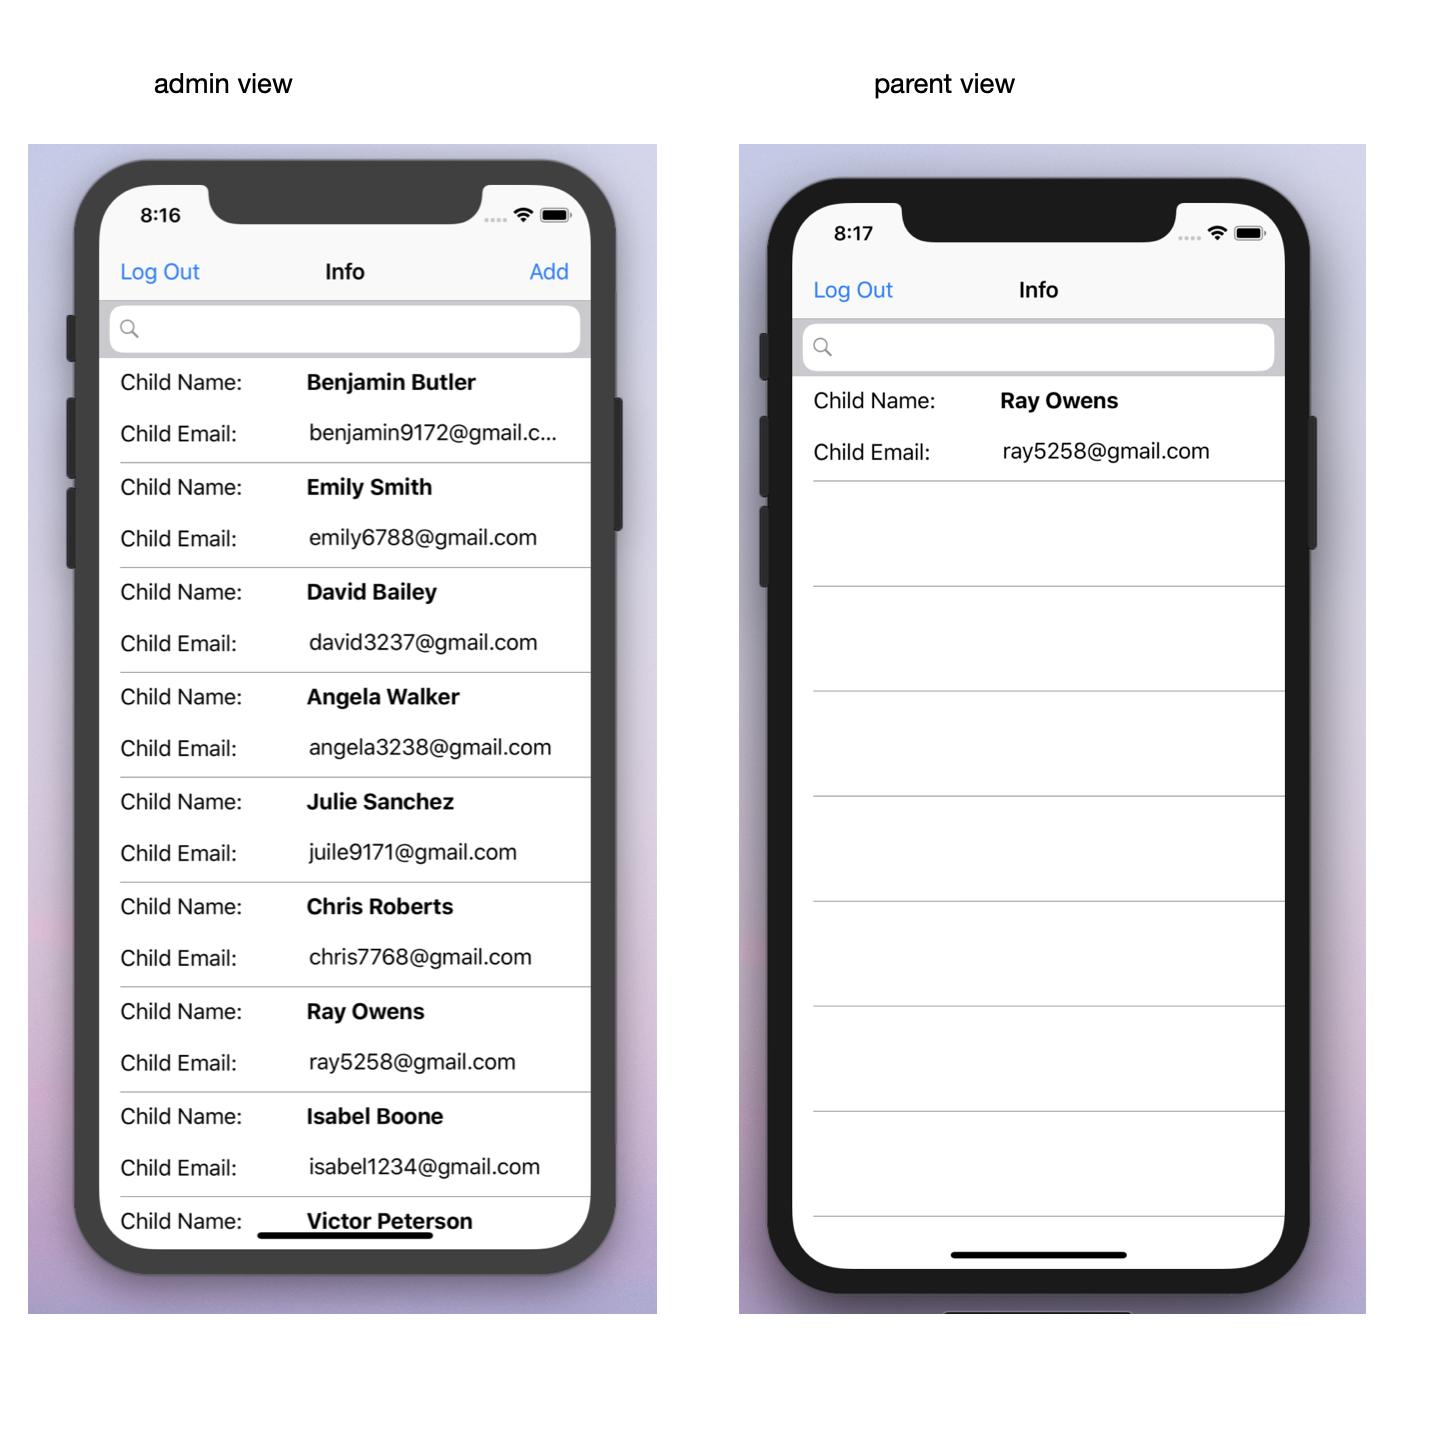 admin view
parent view
8:16
Log Out Info Add
Child Name: Benjamin Butler
Child Email: benjamin9172@gmail.c...
Child Name: Emily Smith
Child Email: emily6788@gmail.com
Child Name: David Bailey
Child Email: david3237@gmail.com
Child Name: Angela Walker
Child Email: angela3238@gmail.com
Child Name: Julie Sanchez
Child Email: juile9171@gmail.com
Child Name: Chris Roberts
Child Email: chris7768@gmail.com
Child Name: Ray Owens
Child Email: ray5258@gmail.com
Child Name: Isabel Boone
Child Email: isabel1234@gmail.com
Child Name: Victor Peterson
8:17
Log Out Info
Child Name: Ray Owens
Child Email: ray5258@gmail.com